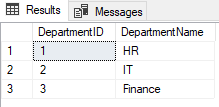 Results Messages
DepartmentID DepartmentName
1 1 HR
2 2 IT
3 3 Finance